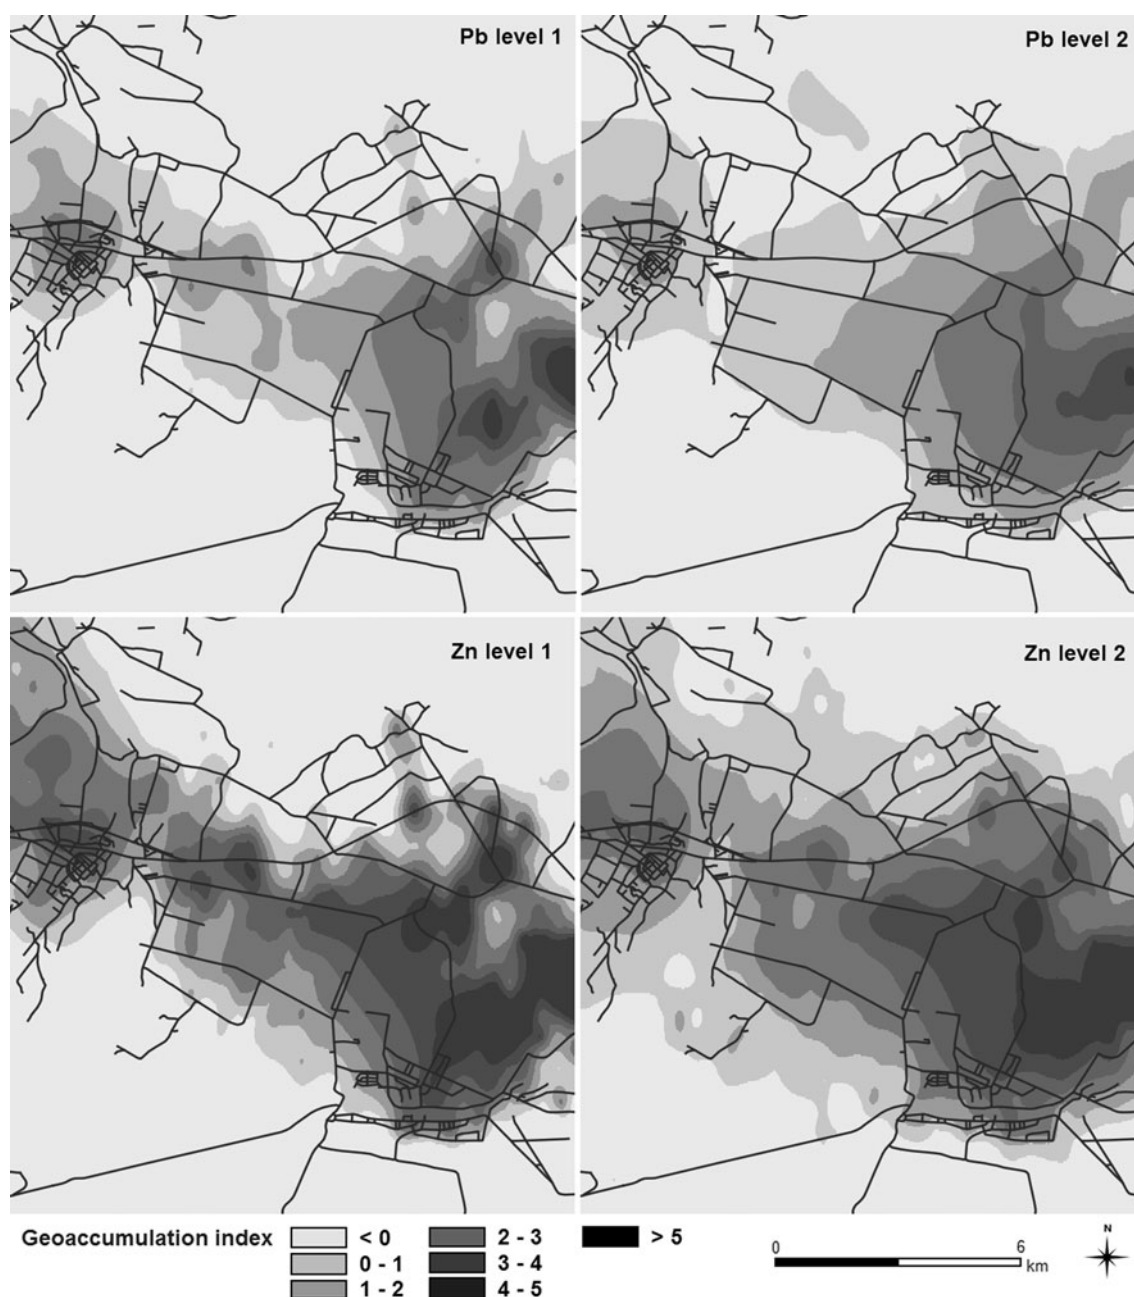 Pb level 1
Pb level 2
Zn level 1
Zn level 2
Geoaccumulation index
< 0
0 - 1
1 - 2
2 - 3
3 - 4
4 - 5
> 5
0
6
km
N